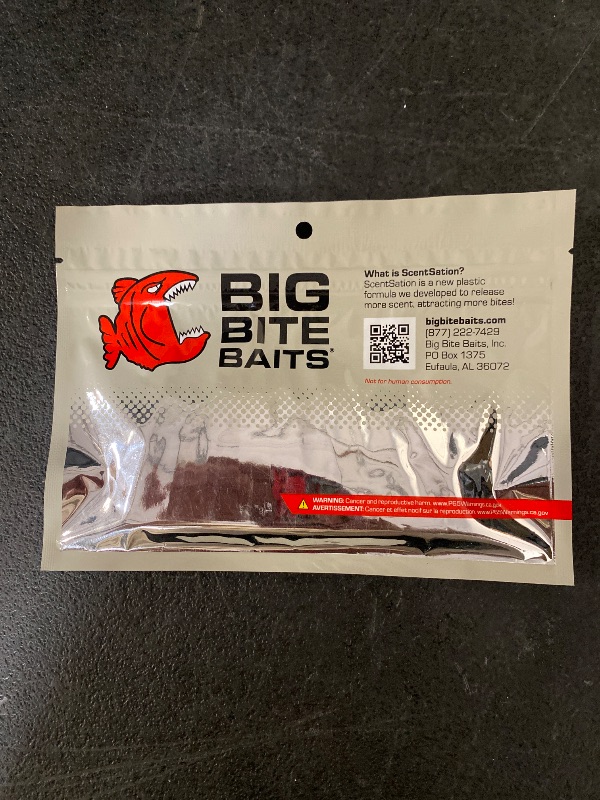 BIG
BITE
BAITS®
What is ScentSation?
ScentSation is a new plastic
formula we developed to release
more scent, attracting more bites!
bigbitebaits.com
(877) 222-7429
Big Bite Baits, Inc.
PO Box 1375
Eufaula, AL 36072
Not for human consumption.
WARNING: Cancer and reproductive harm. www.P65Warnings.ca.gov
AVERTISSEMENT: Cancer et effet nocif sur la reproduction. www.P65Warnings.ca.gov